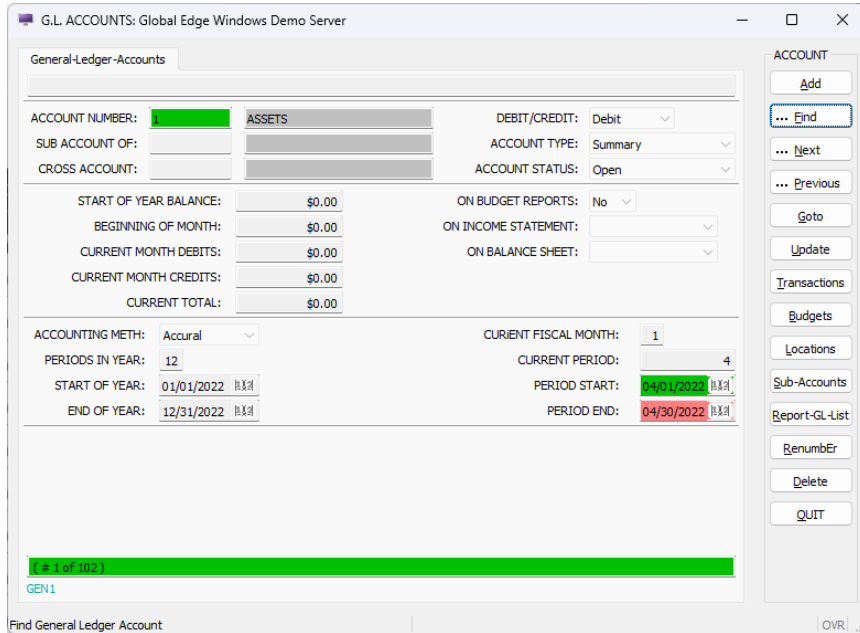 G.L. ACCOUNTS: Global Edge Windows Demo Server
General-Ledger-Accounts
ACCOUNT NUMBER: 1 ASSETS DEBIT/CREDIT: Debit
SUB ACCOUNT OF: ACCOUNT TYPE: Summary
CROSS ACCOUNT: ACCOUNT STATUS: Open
START OF YEAR BALANCE: $0.00 ON BUDGET REPORTS: No
BEGINNING OF MONTH: $0.00 ON INCOME STATEMENT:
CURRENT MONTH DEBITS: $0.00 ON BALANCE SHEET:
CURRENT MONTH CREDITS: $0.00
CURRENT TOTAL: $0.00
ACCOUNTING METH: Accural CURIENT FISCAL MONTH: 1
PERIODS IN YEAR: 12 CURRENT PERIOD: 4
START OF YEAR: 01/01/2022 PERIOD START: 04/01/2022
END OF YEAR: 12/31/2022 PERIOD END: 04/30/2022
( # 1 of 102 )
GEN1
ACCOUNT
Add
... Find
... Next
... Previous
Goto
Update
Transactions
Budgets
Locations
Sub-Accounts
Report-GL-List
RenumbEr
Delete
QUIT
Find General Ledger Account OVR